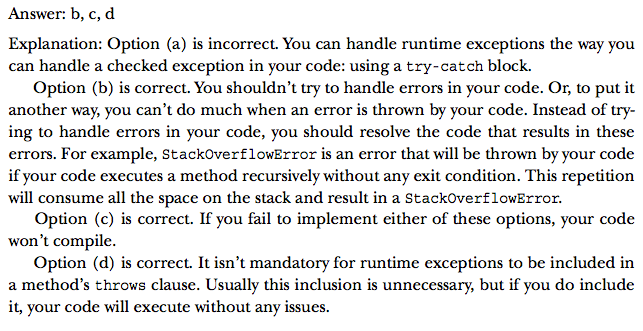 Answer: b, c, d
Explanation: Option (a) is incorrect. You can handle runtime exceptions the way you
can handle a checked exception in your code: using a try-catch block.
Option (b) is correct. You shouldn't try to handle errors in your code. Or, to put it
another way, you can't do much when an error is thrown by your code. Instead of try-
ing to handle errors in your code, you should resolve the code that results in these
errors. For example, StackOverflowError is an error that will be thrown by your code
if your code executes a method recursively without any exit condition. This repetition
will consume all the space on the stack and result in a StackOverflowError.
Option (c) is correct. If you fail to implement either of these options, your code
won't compile.
Option (d) is correct. It isn't mandatory for runtime exceptions to be included in
a method's throws clause. Usually this inclusion is unnecessary, but if you do include
it, your code will execute without any issues.